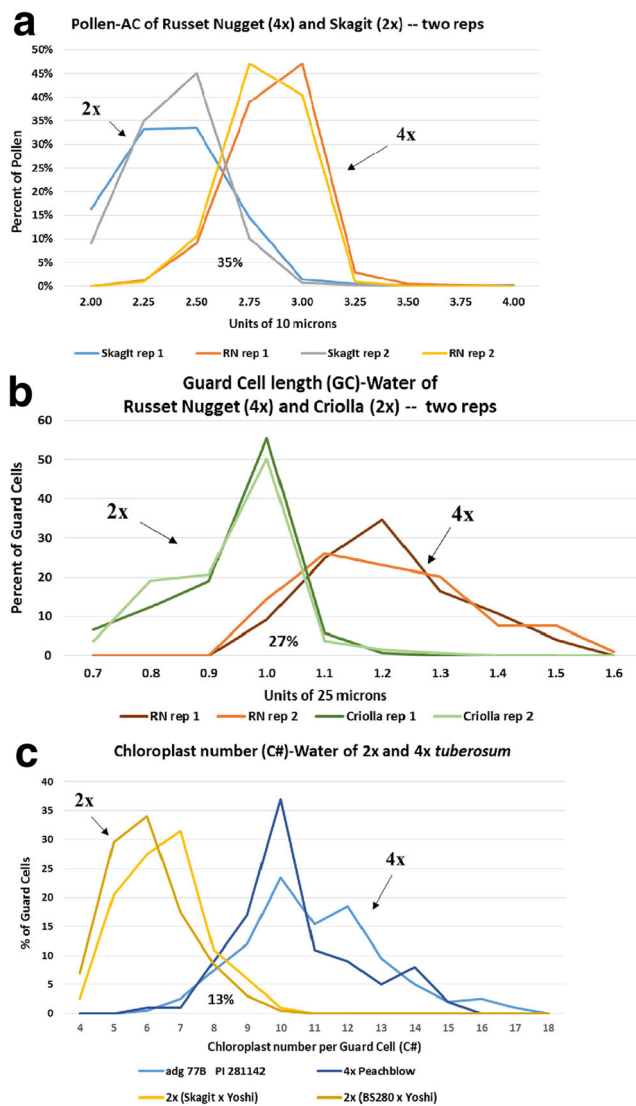 a
Pollen-AC of Russet Nugget (4x) and Skagit (2x) -- two reps
50%
45%
40%
35%
30%
25%
20%
15%
10%
5%
0%
Percent of Pollen
2x
4x
35%
2.00 2.25 2.50 2.75 3.00 3.25 3.50 3.75 4.00
Units of 10 microns
Skagit rep 1 RN rep 1 Skagit rep 2 RN rep 2
b
Guard Cell length (GC)-Water of
Russet Nugget (4x) and Criolla (2x) -- two reps
60
50
40
30
20
10
0
Percent of Guard Cells
2x
4x
27%
0.7 0.8 0.9 1.0 1.1 1.2 1.3 1.4 1.5 1.6
Units of 25 microns
RN rep 1 RN rep 2 Criolla rep 1 Criolla rep 2
c
Chloroplast number (C#)-Water of 2x and 4x tuberosum
40
35
30
25
20
15
10
5
0
% of Guard Cells
2x
4x
13%
4 5 6 7 8 9 10 11 12 13 14 15 16 17 18
Chloroplast number per Guard Cell (C#)
adg 77B PI 281142 4x Peachblow
2x (Skagit x Yoshi) 2x (BS280 x Yoshi)